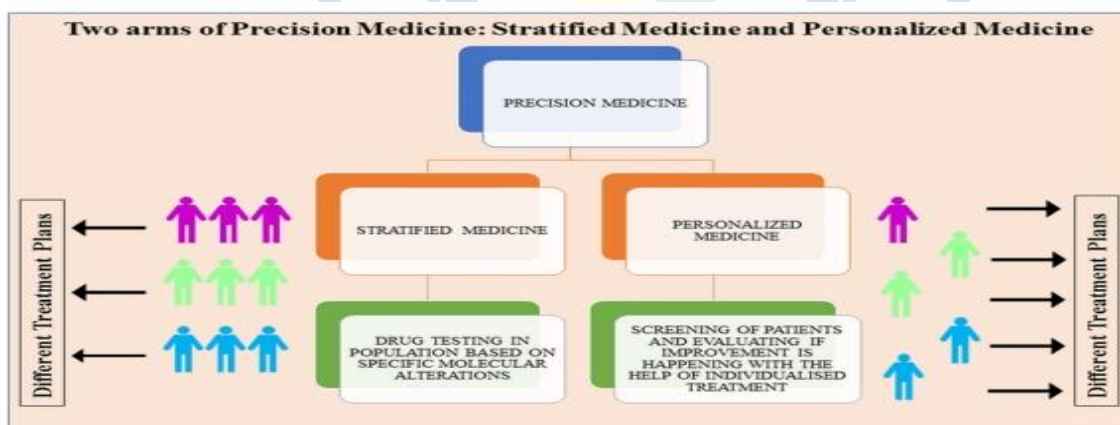 Two arms of Precision Medicine: Stratified Medicine and Personalized Medicine
PRECISION MEDICINE
STRATIFIED MEDICINE
PERSONALIZED
MEDICINE
Different Treatment Plans
DRUG TESTING IN
POPULATION BASED ON
SPECIFIC MOLECULAR
ALTERATIONS
SCREENING OF PATIENTS
AND EVALUATING IF
IMPROVEMENT IS
HAPPENING WITH THE
HELP OF INDIVIDUALISED
TREATMENT
Different Treatment Plans